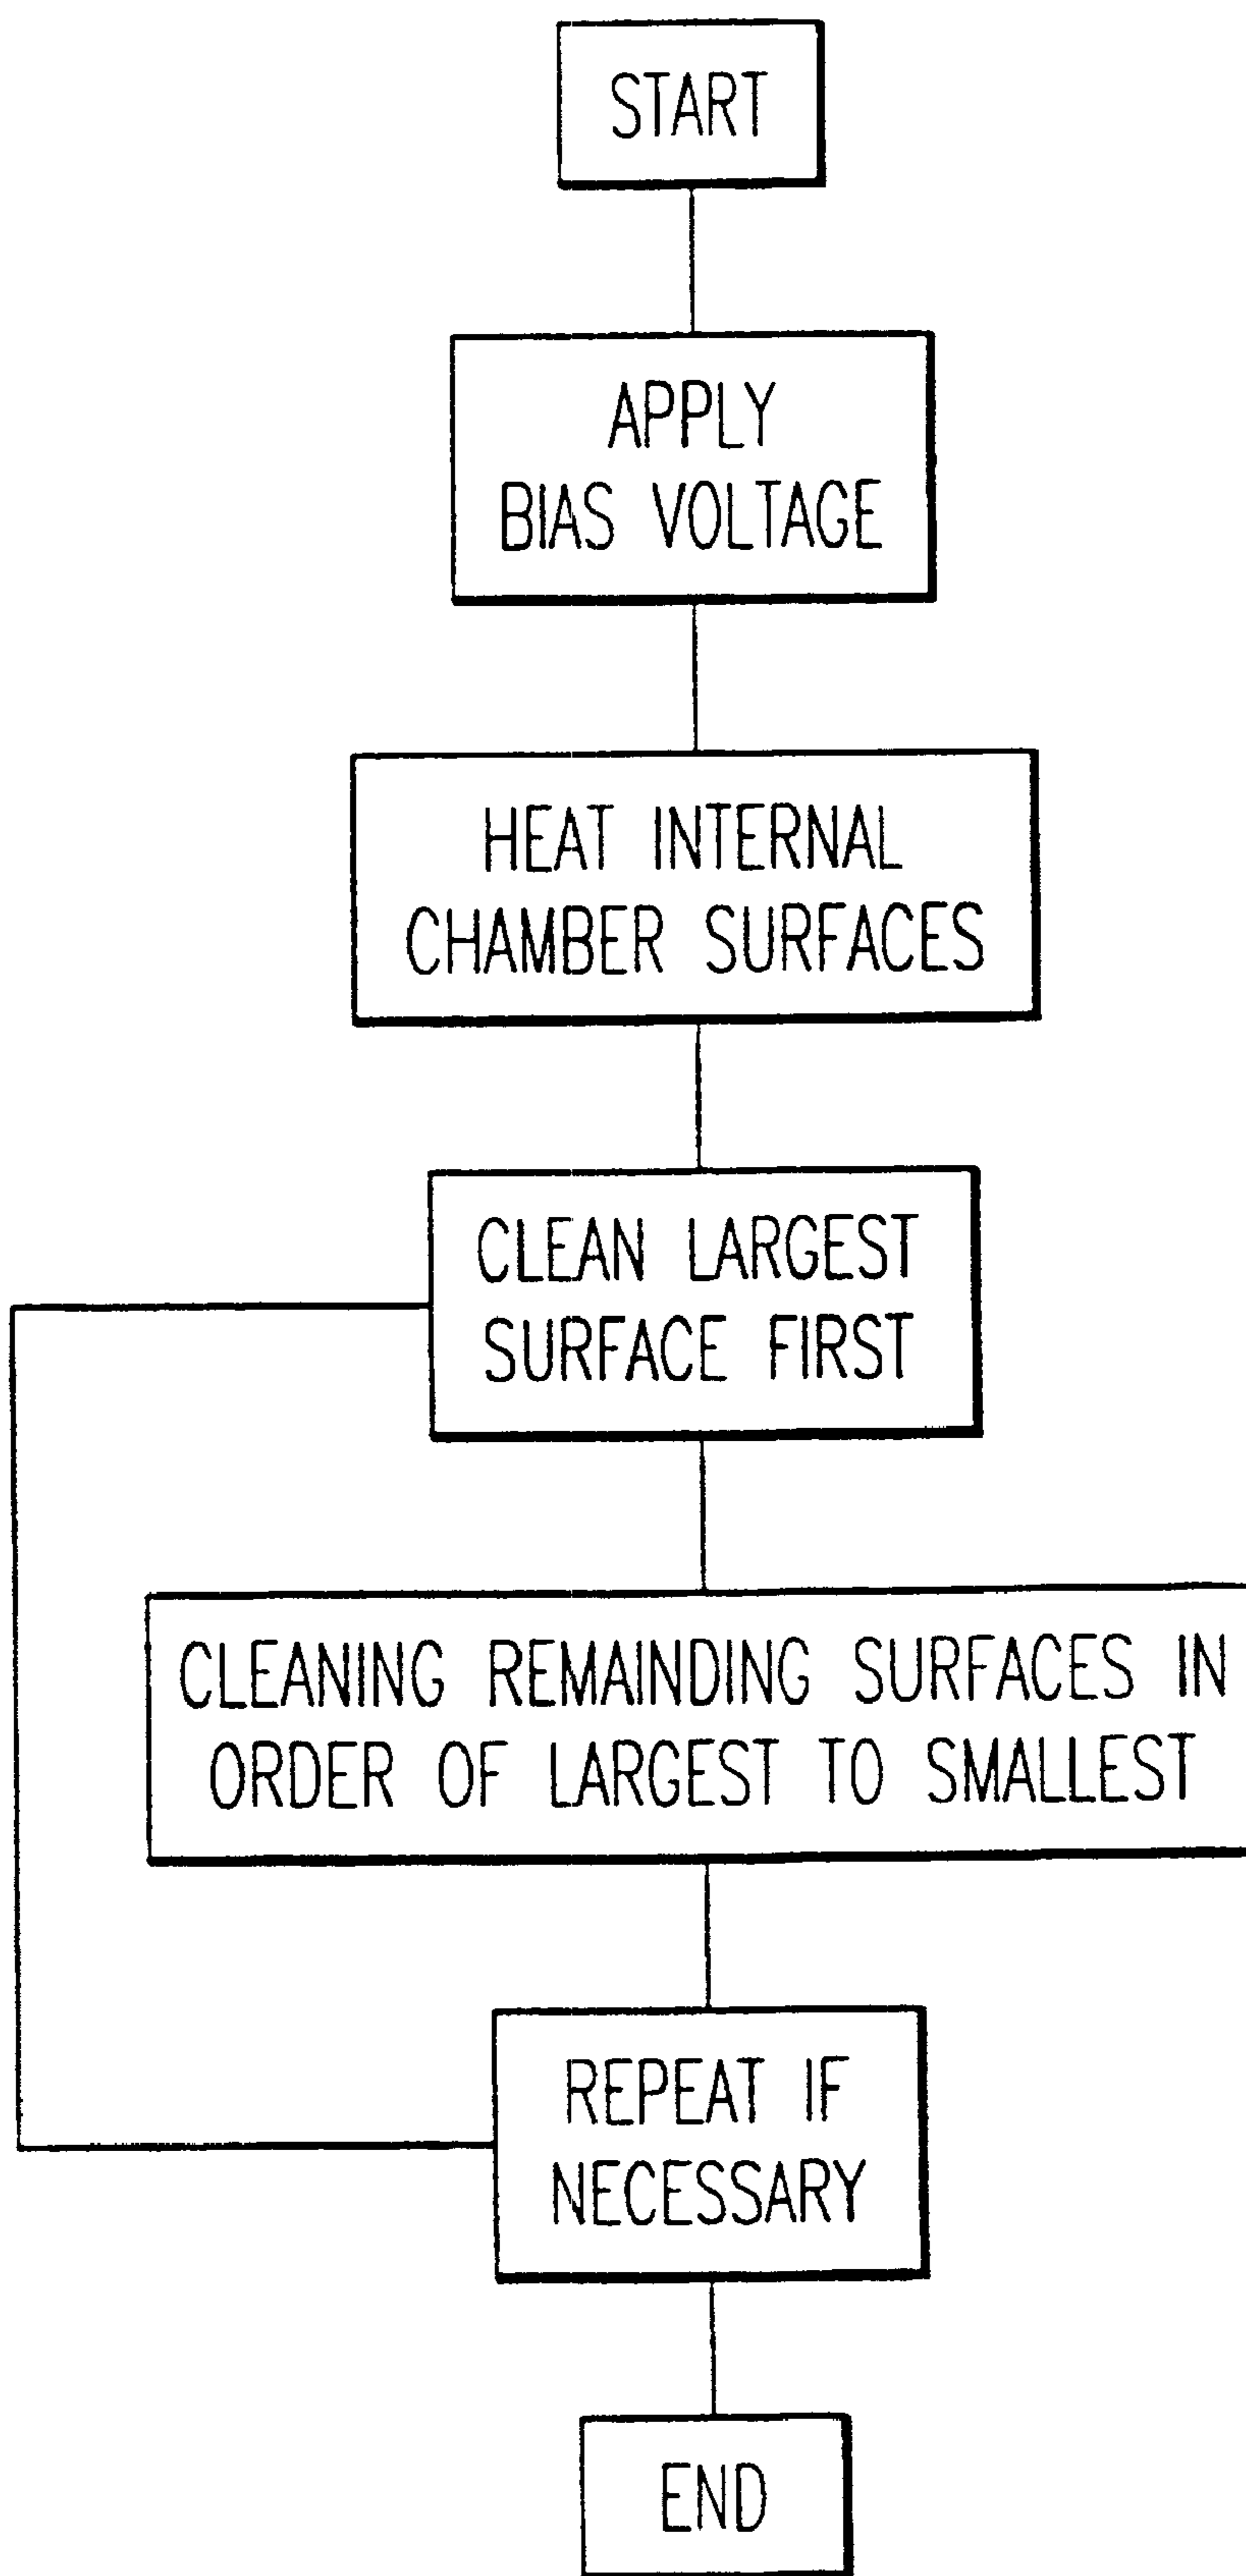 START
APPLY
BIAS VOLTAGE
HEAT INTERNAL
CHAMBER SURFACES
CLEAN LARGEST
SURFACE FIRST
CLEANING REMAINDING SURFACES IN
ORDER OF LARGEST TO SMALLEST
REPEAT IF
NECESSARY
END